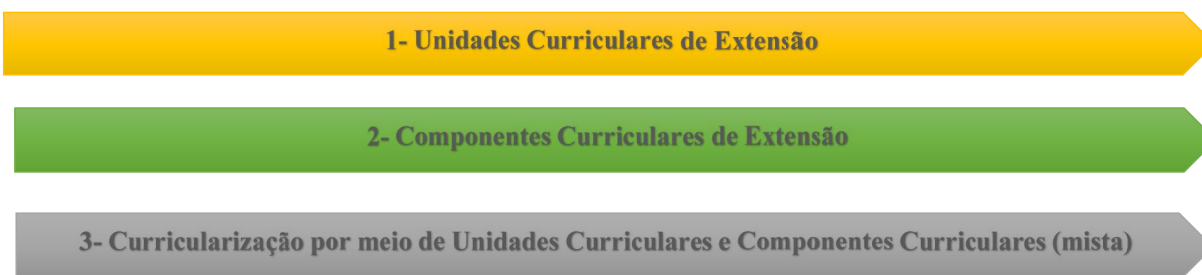 1- Unidades Curriculares de Extensão
2- Componentes Curriculares de Extensão
3- Curricularização por meio de Unidades Curriculares e Componentes Curriculares (mista)